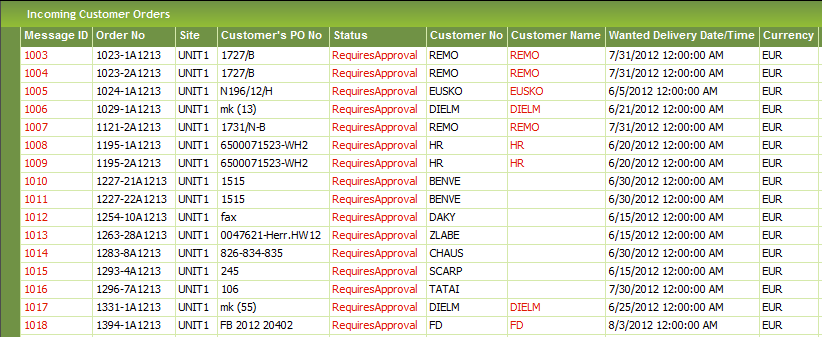 Incoming Customer Orders
Message ID Order No Site Customer's PO No Status Customer No Customer Name Wanted Delivery Date/Time Currency
1003 1023-1A1213 UNIT1 1727/B RequiresApproval REMO REMO 7/31/2012 12:00:00 AM EUR
1004 1023-2A1213 UNIT1 1727/B RequiresApproval REMO REMO 7/31/2012 12:00:00 AM EUR
1005 1024-1A1213 UNIT1 N196/12/H RequiresApproval EUSKO EUSKO 6/5/2012 12:00:00 AM EUR
1006 1029-1A1213 UNIT1 mk (13) RequiresApproval DIELM DIELM 6/21/2012 12:00:00 AM EUR
1007 1121-2A1213 UNIT1 1731/N-B RequiresApproval REMO REMO 7/31/2012 12:00:00 AM EUR
1008 1195-1A1213 UNIT1 6500071523-WH2 RequiresApproval HR HR 6/20/2012 12:00:00 AM EUR
1009 1195-2A1213 UNIT1 6500071523-WH2 RequiresApproval HR HR 6/20/2012 12:00:00 AM EUR
1010 1227-21A1213 UNIT1 1515 RequiresApproval BENVE 6/30/2012 12:00:00 AM EUR
1011 1227-22A1213 UNIT1 1515 RequiresApproval BENVE 6/30/2012 12:00:00 AM EUR
1012 1254-10A1213 UNIT1 fax RequiresApproval DAKY 6/15/2012 12:00:00 AM EUR
1013 1263-28A1213 UNIT1 0047621-Herr.HW12 RequiresApproval ZLABE 6/15/2012 12:00:00 AM EUR
1014 1283-8A1213 UNIT1 826-834-835 RequiresApproval CHAUS 6/30/2012 12:00:00 AM EUR
1015 1293-4A1213 UNIT1 245 RequiresApproval SCARP 6/15/2012 12:00:00 AM EUR
1016 1296-7A1213 UNIT1 106 RequiresApproval TATAI 7/30/2012 12:00:00 AM EUR
1017 1331-1A1213 UNIT1 mk (55) RequiresApproval DIELM DIELM 6/25/2012 12:00:00 AM EUR
1018 1394-1A1213 UNIT1 FB 2012 20402 RequiresApproval FD FD 8/3/2012 12:00:00 AM EUR